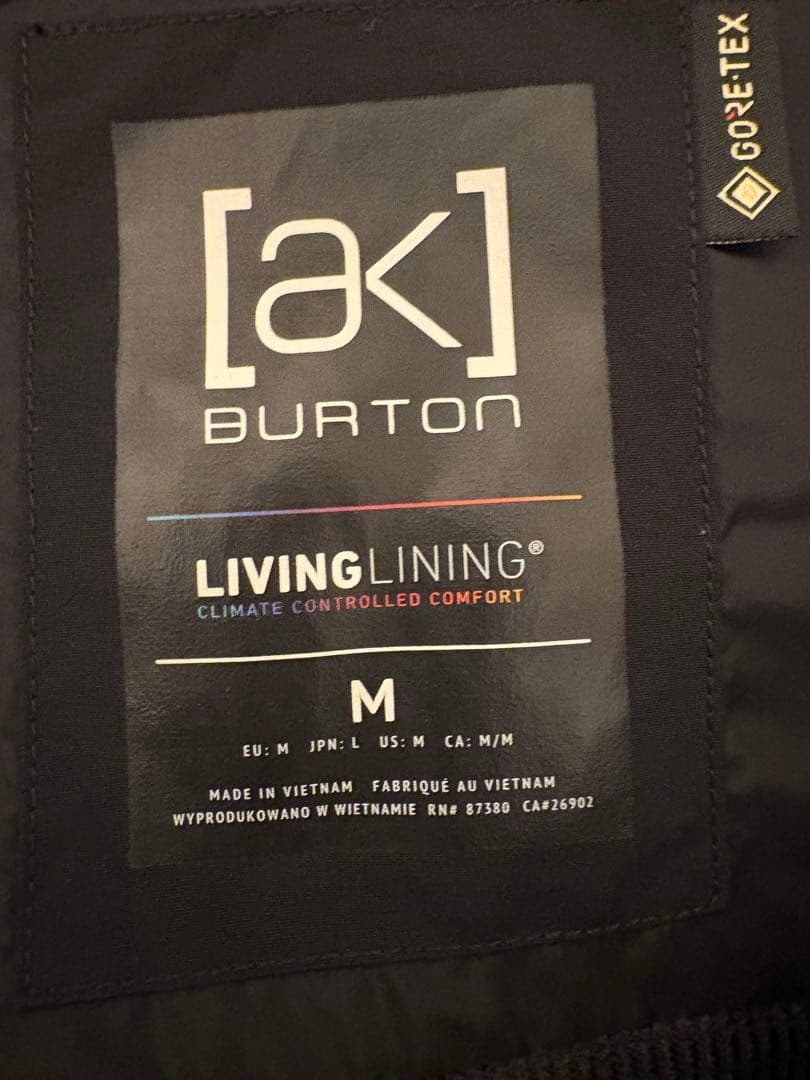 [ak]
BURTON
LIVINGLINING®
CLIMATE CONTROLLED COMFORT
M
EU: M JPN: L US: M CA: M/M
MADE IN VIETNAM FABRIQUÉ AU VIETNAM
WYPRODUKOWANO W WIETNAMIE RN# 87380 CA#26902
GORE-TEX